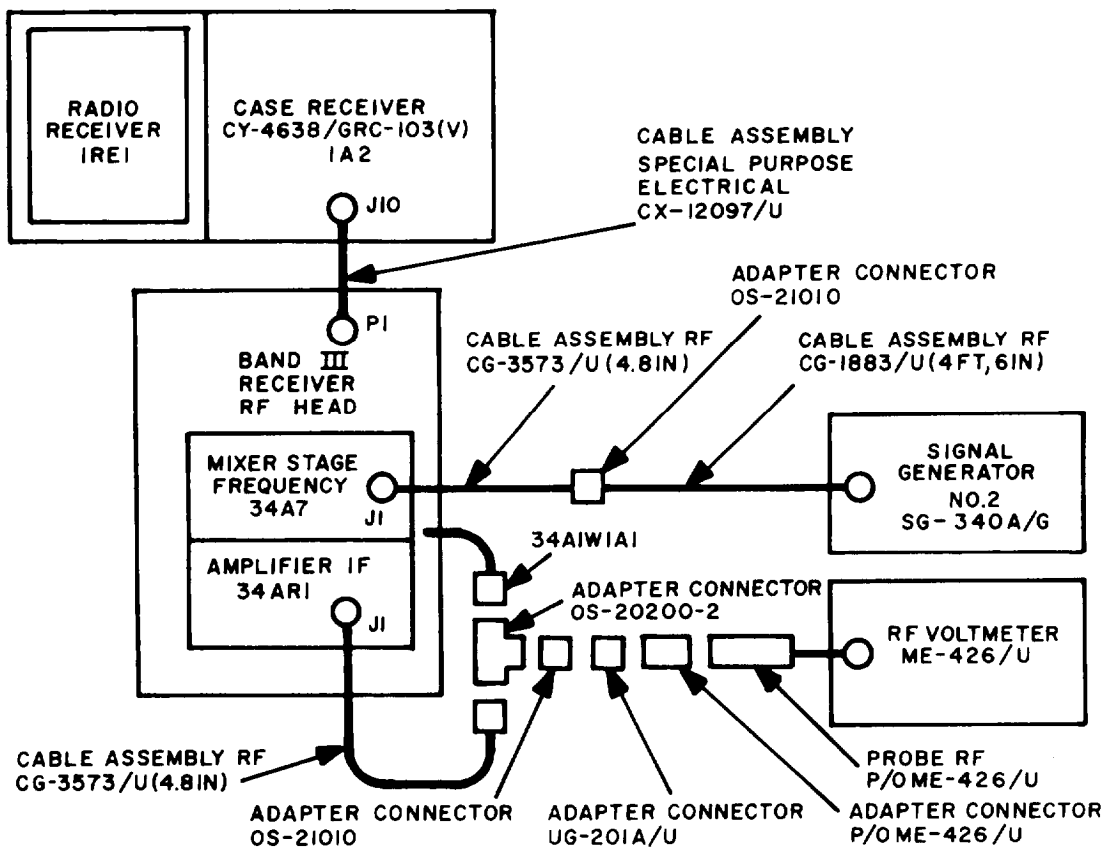 RADIO
RECEIVER
1RE1
CASE RECEIVER
CY-4638/GRC-103(V)
1A2
J10
CABLE ASSEMBLY
SPECIAL PURPOSE
ELECTRICAL
CX-12097/U
P1
BAND III
RECEIVER
RF HEAD
CABLE ASSEMBLY RF
CG-3573/U(4.8IN)
ADAPTER CONNECTOR
OS-21010
CABLE ASSEMBLY RF
CG-1883/U(4FT,6IN)
MIXER STAGE
FREQUENCY
34A7
J1
SIGNAL
GENERATOR
NO.2
SG-340A/G
AMPLIFIER IF
34AR1
J1
34A1W1A1
ADAPTER CONNECTOR
OS-20200-2
RF VOLTMETER
ME-426/U
CABLE ASSEMBLY RF
CG-3573/U(4.8IN)
ADAPTER CONNECTOR
OS-21010
ADAPTER CONNECTOR
UG-201A/U
PROBE RF
P/OME-426/U
ADAPTER CONNECTOR
P/OME-426/U